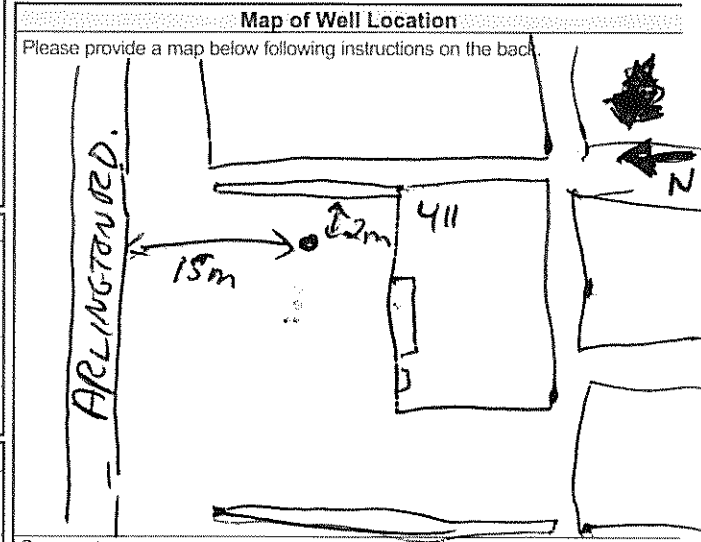 Map of Well Location
Please provide a map below following instructions on the back.
ARLINGTON RD.
N
411
2m
15m